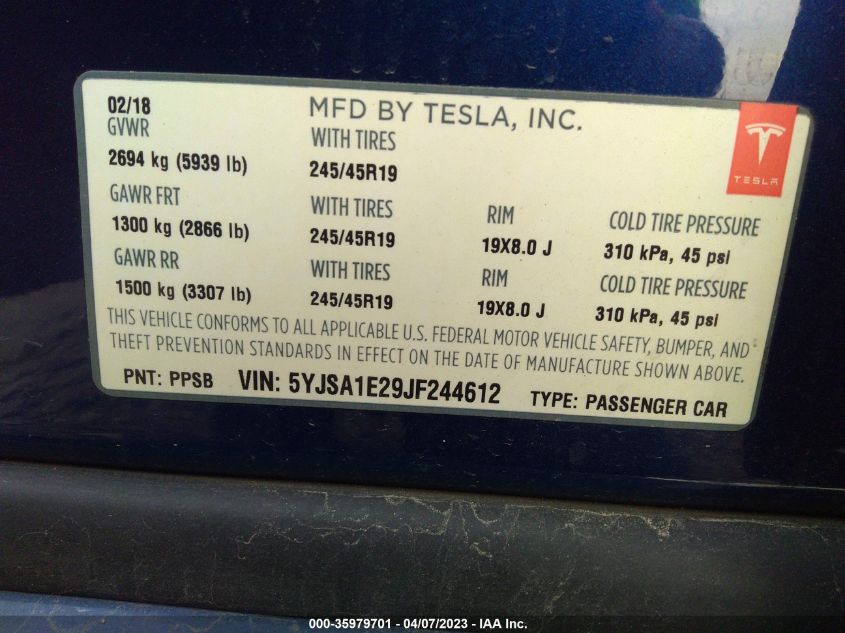 02/18 MFD BY TESLA, INC.
GVWR WITH TIRES
2694 kg (5939 lb) 245/45R19
TESLA
GAWR FRT WITH TIRES RIM COLD TIRE PRESSURE
1300 kg (2866 lb) 245/45R19 19X8.0 J 310 kPa, 45 psi
GAWR RR WITH TIRES RIM COLD TIRE PRESSURE
1500 kg (3307 lb) 245/45R19 19X8.0 J 310 kPa, 45 psi
THIS VEHICLE CONFORMS TO ALL APPLICABLE U.S. FEDERAL MOTOR VEHICLE SAFETY, BUMPER, AND
THEFT PREVENTION STANDARDS IN EFFECT ON THE DATE OF MANUFACTURE SHOWN ABOVE.
PNT: PPSB VIN: 5YJSA1E29JF244612 TYPE: PASSENGER CAR
000-35979701 - 04/07/2023 - IAA Inc.